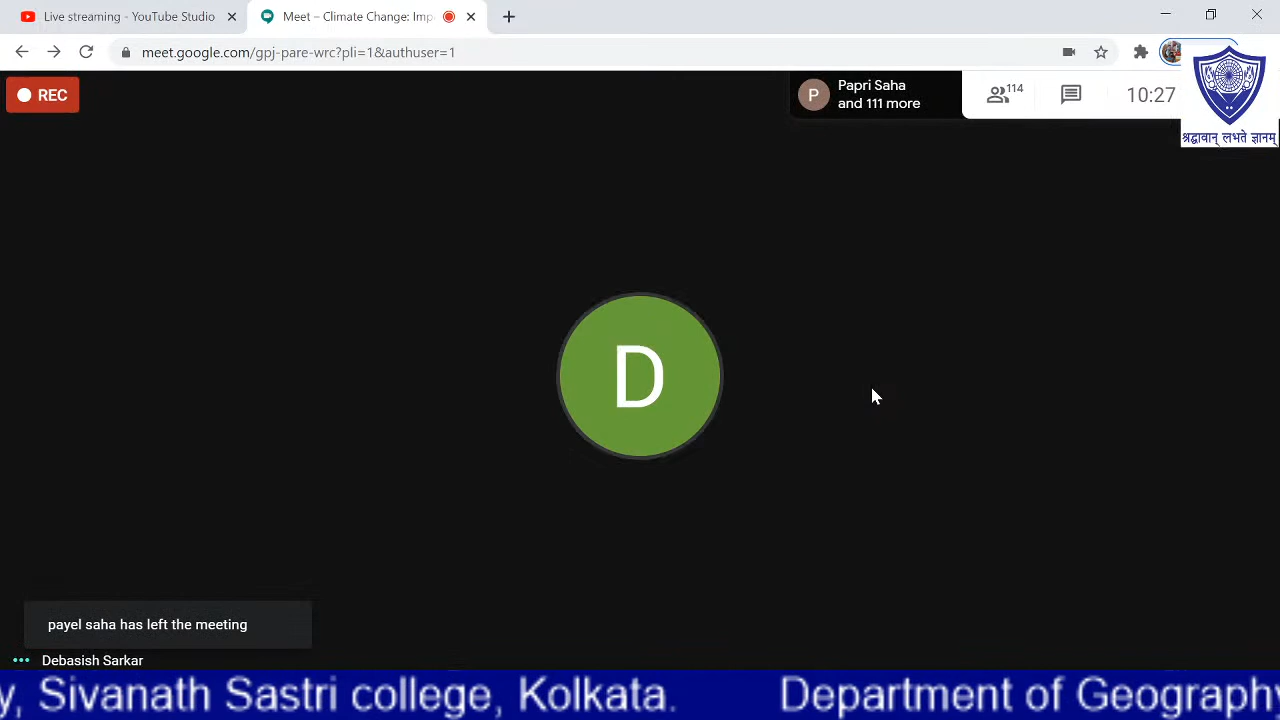 Live streaming - YouTube Studio
Meet – Climate Change: Imp
meet.google.com/gpj-pare-wrc?pli=1&authuser=1
REC
P
Papri Saha
and 111 more
114
10:27
श्रद्धावान् लभते ज्ञानम्
D
payel saha has left the meeting
Debasish Sarkar
y, Sivanath Sastri college, Kolkata. Department of Geography